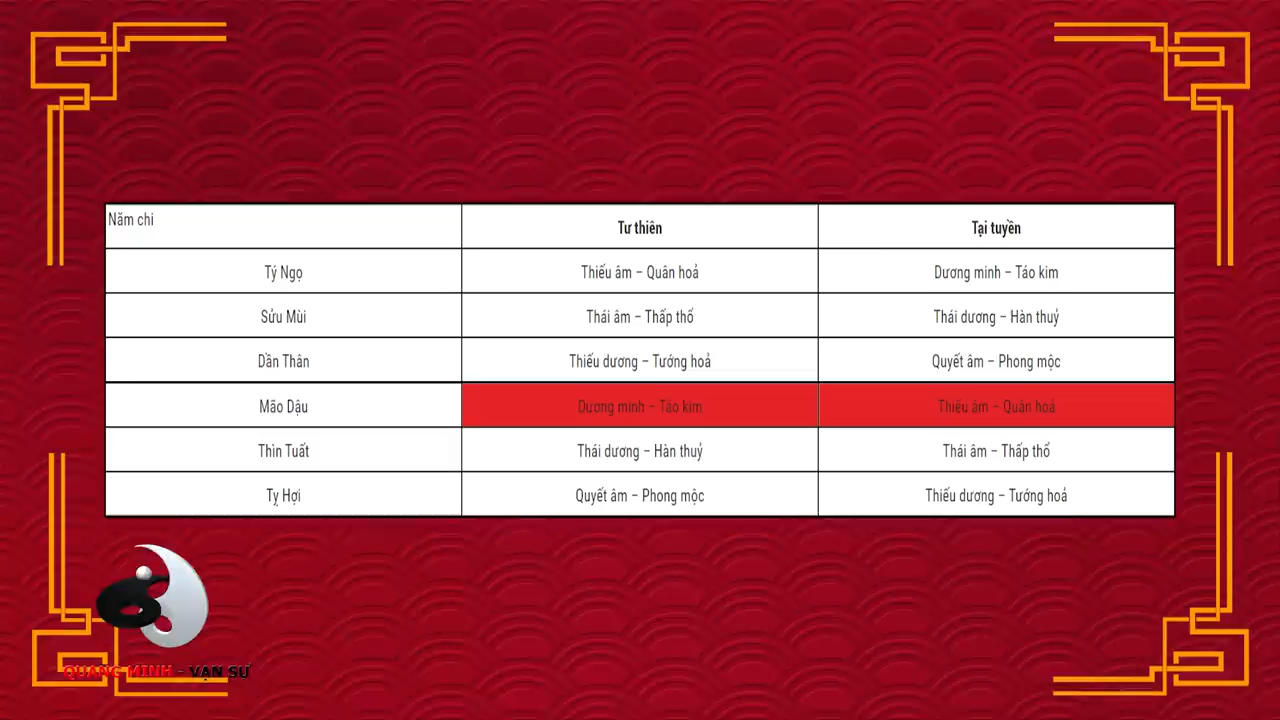 Năm chi Tư thiên Tại tuyền
Tý Ngọ Thiếu âm – Quân hoả Dương minh – Táo kim
Sửu Mùi Thái âm – Thấp thổ Thái dương – Hàn thuỷ
Dần Thân Thiếu dương – Tướng hoả Quyết âm – Phong mộc
Mão Dậu Dương minh – Táo kim Thiếu âm – Quân hoả
Thìn Tuất Thái dương – Hàn thuỷ Thái âm – Thấp thổ
Tỵ Hợi Quyết âm – Phong mộc Thiếu dương – Tướng hoả
QUANG MINH - VẠN SỰ